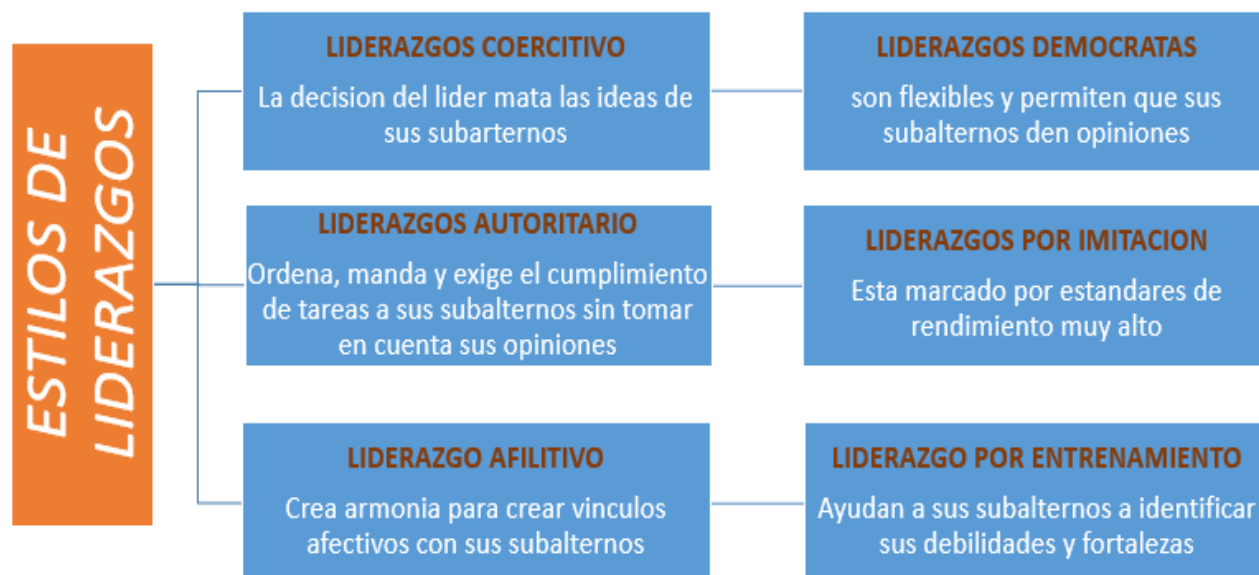 ESTILOS DE
LIDERAZGOS
LIDERAZGOS COERCITIVO
La decision del lider mata las ideas de
sus subarternos
LIDERAZGOS DEMOCRATAS
son flexibles y permiten que sus
subalternos den opiniones
LIDERAZGOS AUTORITARIO
Ordena, manda y exige el cumplimiento
de tareas a sus subalternos sin tomar
en cuenta sus opiniones
LIDERAZGOS POR IMITACION
Esta marcado por estandares de
rendimiento muy alto
LIDERAZGO AFILITIVO
Crea armonia para crear vinculos
afectivos con sus subalternos
LIDERAZGO POR ENTRENAMIENTO
Ayudan a sus subalternos a identificar
sus debilidades y fortalezas